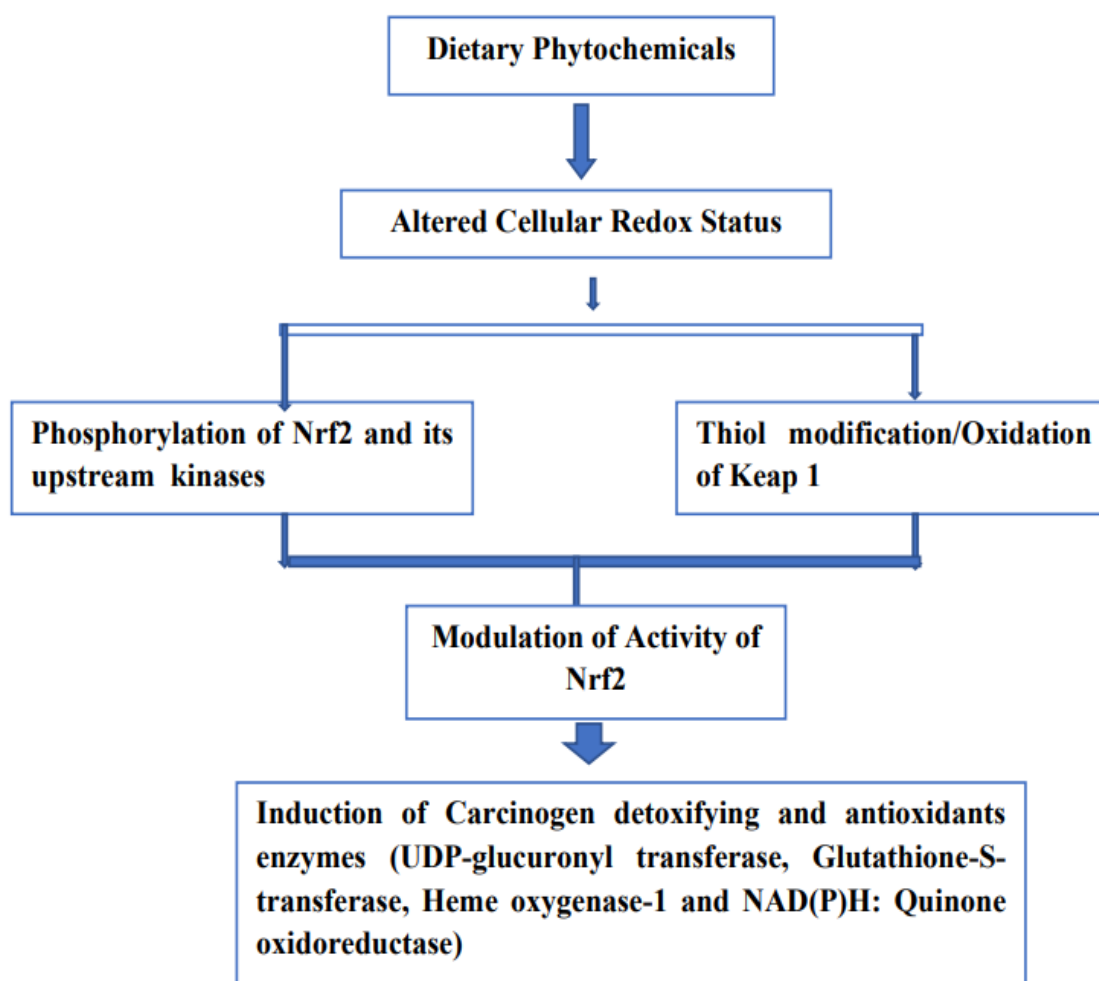 Dietary Phytochemicals
Altered Cellular Redox Status
Phosphorylation of Nrf2 and its
upstream kinases
Thiol modification/Oxidation
of Keap 1
Modulation of Activity of
Nrf2
Induction of Carcinogen detoxifying and antioxidants
enzymes (UDP-glucuronyl transferase, Glutathione-S-
transferase, Heme oxygenase-1 and NAD(P)H: Quinone
oxidoreductase)